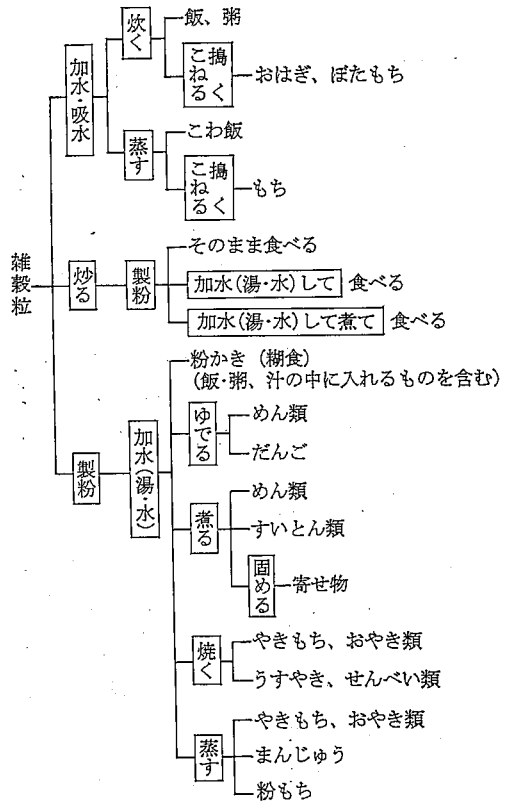 雑穀粒
加水・吸水
炊く
飯、粥
搗く
こねる
おはぎ、ぼたもち
蒸す
こわ飯
搗く
こねる
もち
炒る
製粉
そのまま食べる
加水(湯・水)して 食べる
加水(湯・水)して煮て 食べる
製粉
加水(湯・水)
粉かき(糊食)
(飯・粥、汁の中に入れるものを含む)
ゆでる
めん類
だんご
煮る
めん類
すいとん類
固める
寄せ物
焼く
やきもち、おやき類
うすやき、せんべい類
蒸す
やきもち、おやき類
まんじゅう
粉もち